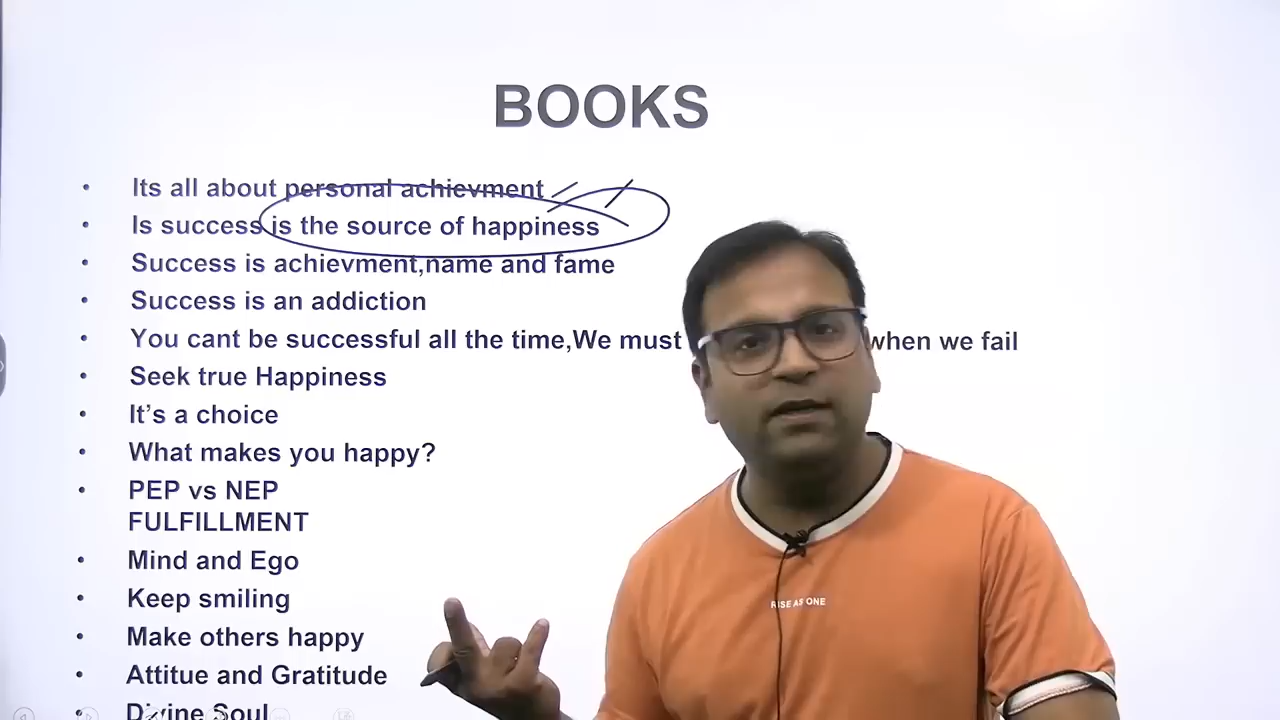 BOOKS
• Its all about personal achievment
• Is success is the source of happiness
• Success is achievment,name and fame
• Success is an addiction
• You cant be successful all the time,We must when we fail
• Seek true Happiness
• It’s a choice
• What makes you happy?
• PEP vs NEP
FULFILLMENT
• Mind and Ego
• Keep smiling
• Make others happy
• Attitue and Gratitude
• Divine Soul
RISE AS ONE